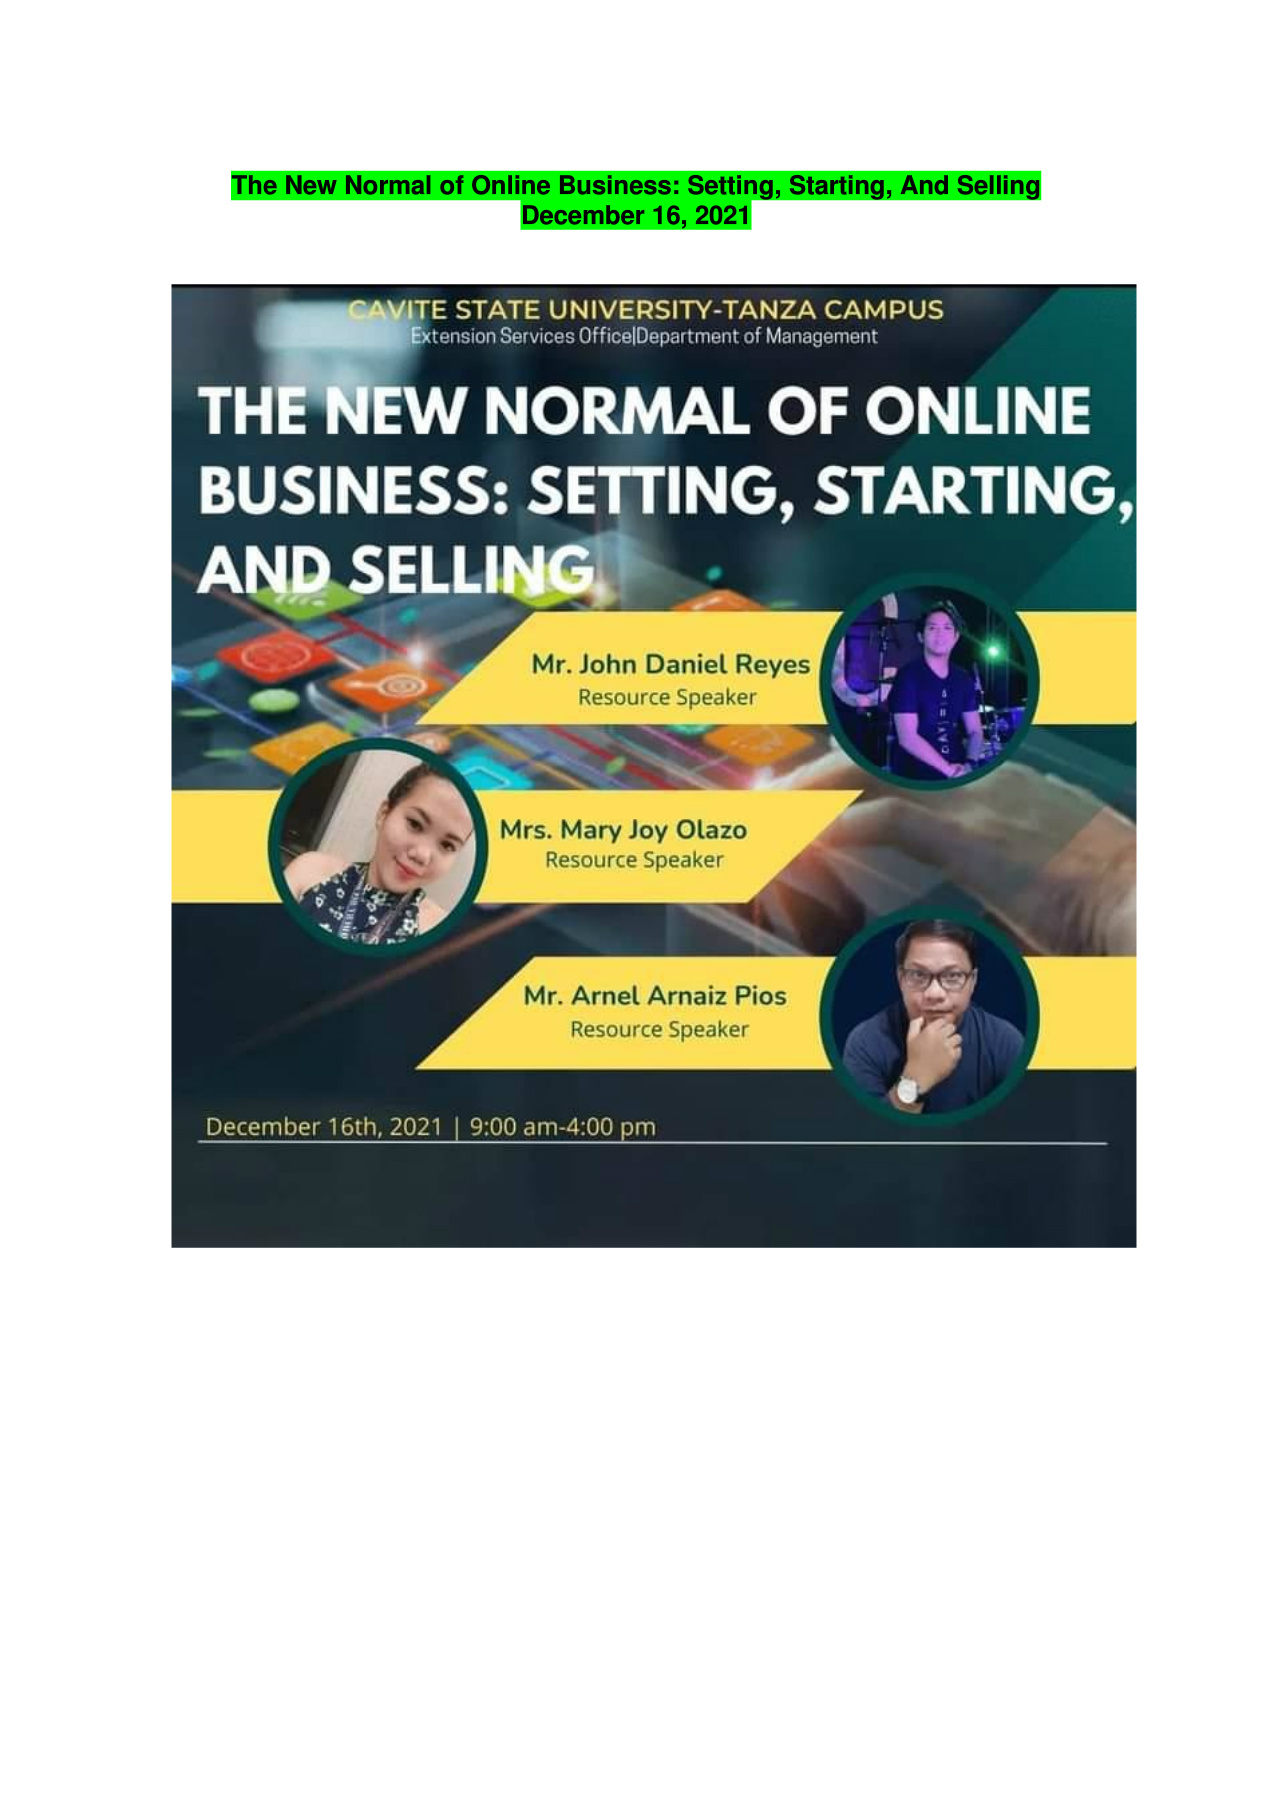 The New Normal of Online Business: Setting, Starting, And Selling
December 16, 2021
CAVITE STATE UNIVERSITY-TANZA CAMPUS
Extension Services Office|Department of Management
THE NEW NORMAL OF ONLINE
BUSINESS: SETTING, STARTING,
AND SELLING
Mr. John Daniel Reyes
Resource Speaker
Mrs. Mary Joy Olazo
Resource Speaker
Mr. Arnel Arnaiz Pios
Resource Speaker
December 16th, 2021 | 9:00 am-4:00 pm